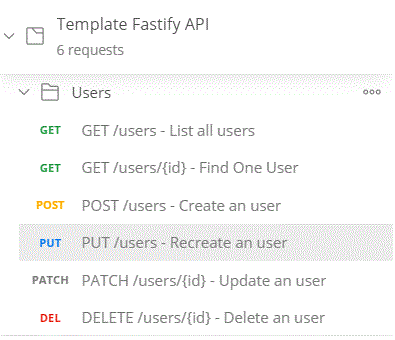 Template Fastify API
6 requests
Users
GET GET /users - List all users
GET GET /users/{id} - Find One User
POST POST /users - Create an user
PUT PUT /users - Recreate an user
PATCH PATCH /users/{id} - Update an user
DEL DELETE /users/{id} - Delete an user